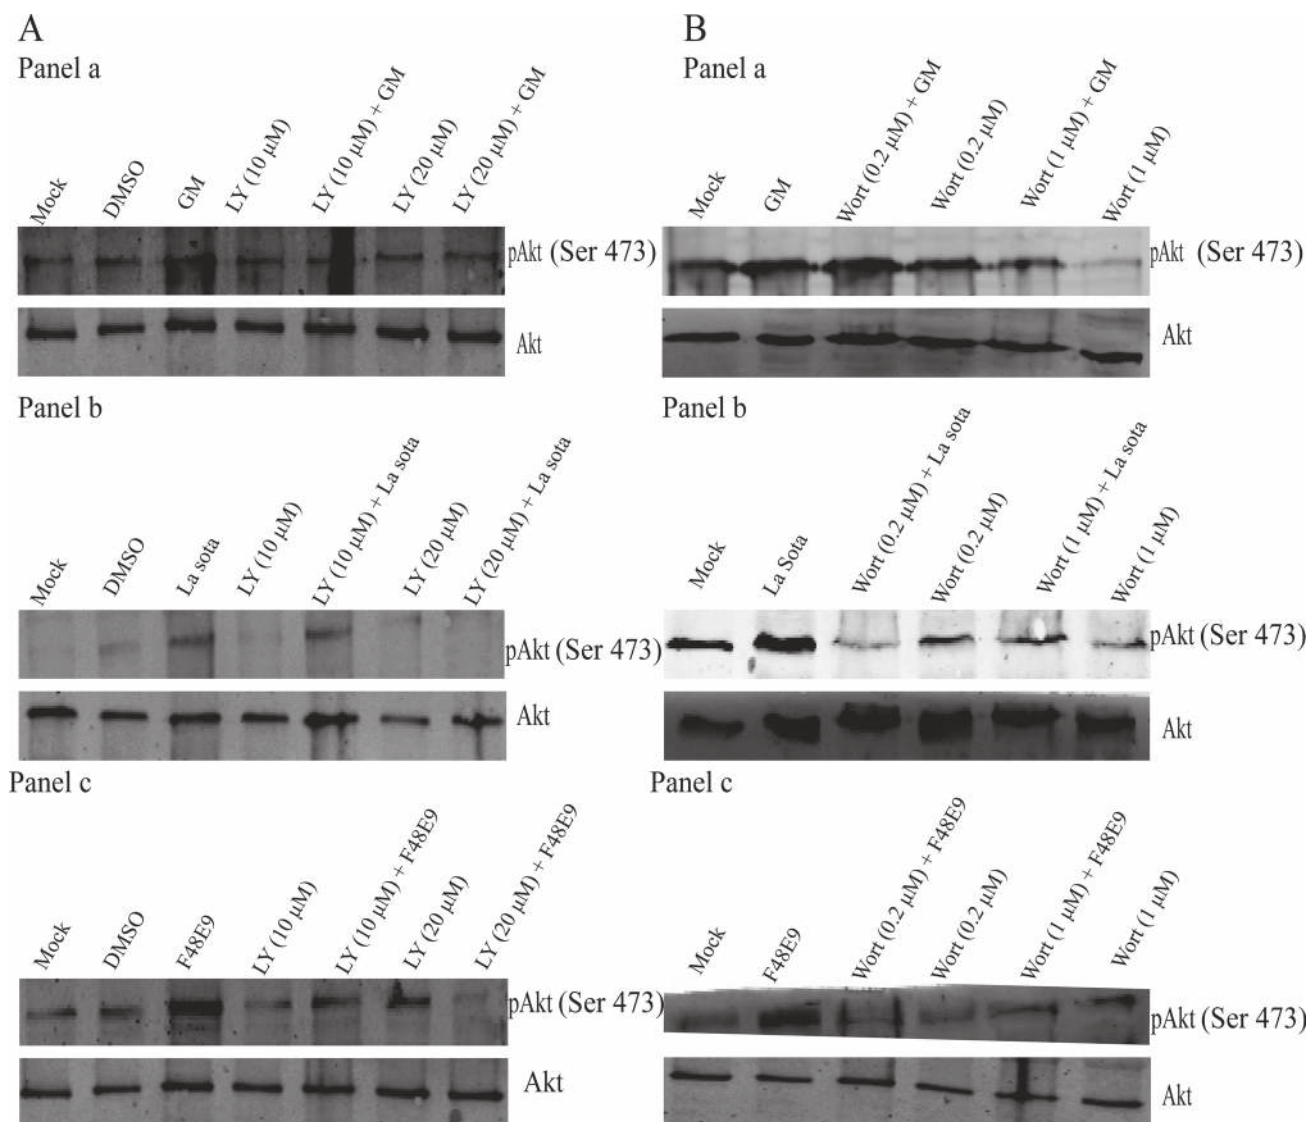 A
Panel a
Mock
DMSO
GM
LY (10 µM)
LY (10 µM) + GM
LY (20 µM)
LY (20 µM) + GM
pAkt (Ser 473)
Akt
Panel b
Mock
DMSO
La sota
LY (10 µM)
LY (10 µM) + La sota
LY (20 µM)
LY (20 µM) + La sota
pAkt (Ser 473)
Akt
Panel c
Mock
DMSO
F48E9
LY (10 µM)
LY (10 µM) + F48E9
LY (20 µM)
LY (20 µM) + F48E9
pAkt (Ser 473)
Akt
B
Panel a
Mock
GM
Wort (0.2 µM) + GM
Wort (0.2 µM)
Wort (1 µM) + GM
Wort (1 µM)
pAkt (Ser 473)
Akt
Panel b
Mock
La Sota
Wort (0.2 µM) + La sota
Wort (0.2 µM)
Wort (1 µM) + La sota
Wort (1 µM)
pAkt (Ser 473)
Akt
Panel c
Mock
F48E9
Wort (0.2 µM) + F48E9
Wort (0.2 µM)
Wort (1 µM) + F48E9
Wort (1 µM)
pAkt (Ser 473)
Akt